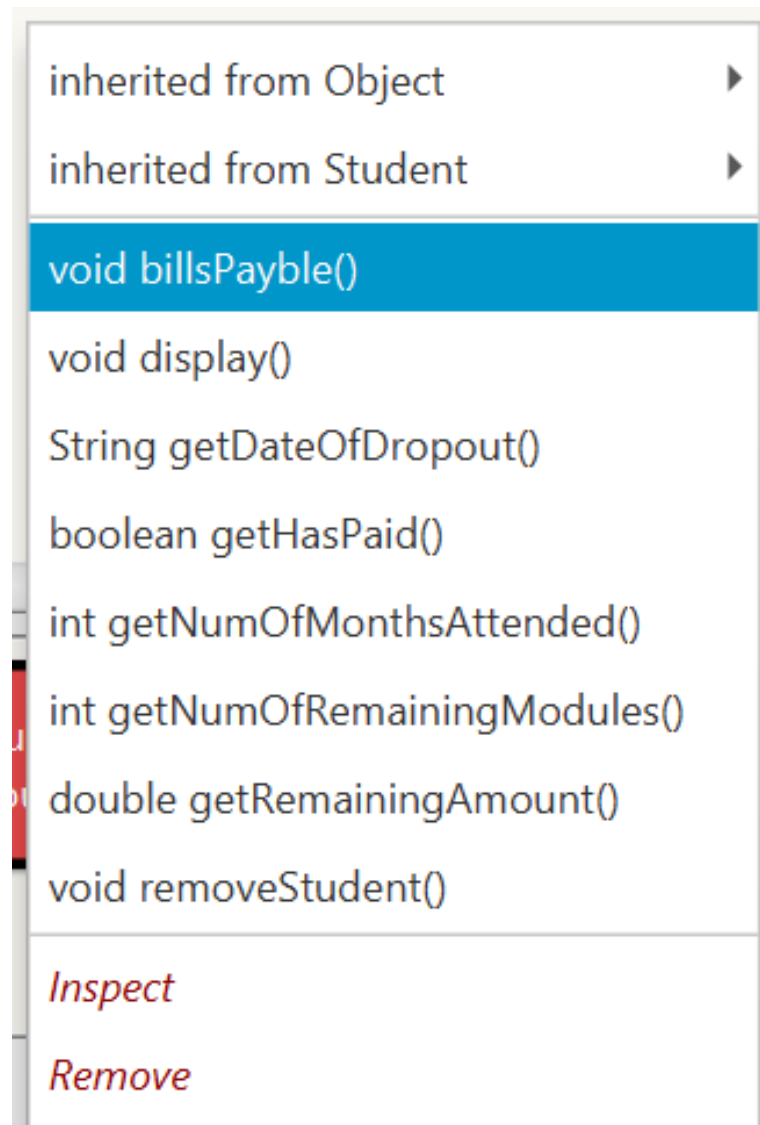 inherited from Object
inherited from Student
void billsPayble()
void display()
String getDateOfDropout()
boolean getHasPaid()
int getNumOfMonthsAttended()
int getNumOfRemainingModules()
double getRemainingAmount()
void removeStudent()
Inspect
Remove